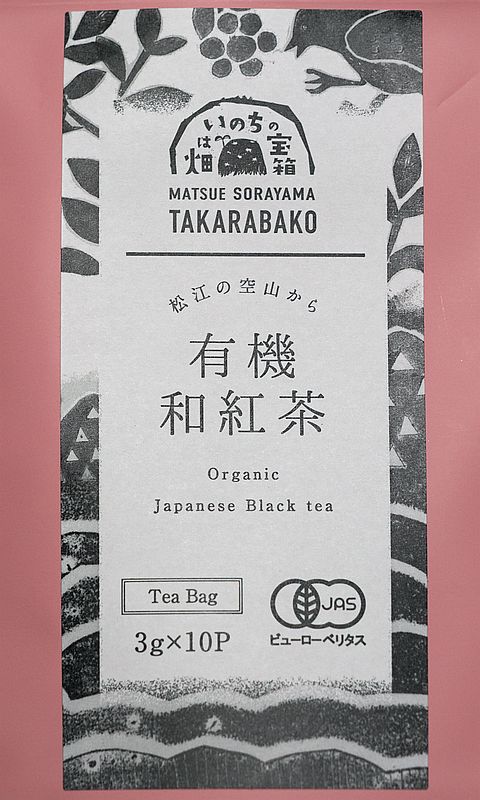 畑はいのちの宝箱
MATSUE SORAYAMA
TAKARABAKO
松江の空山から
有機
和紅茶
Organic
Japanese Black tea
Tea Bag
JAS
3g×10P
ビューローベリタス